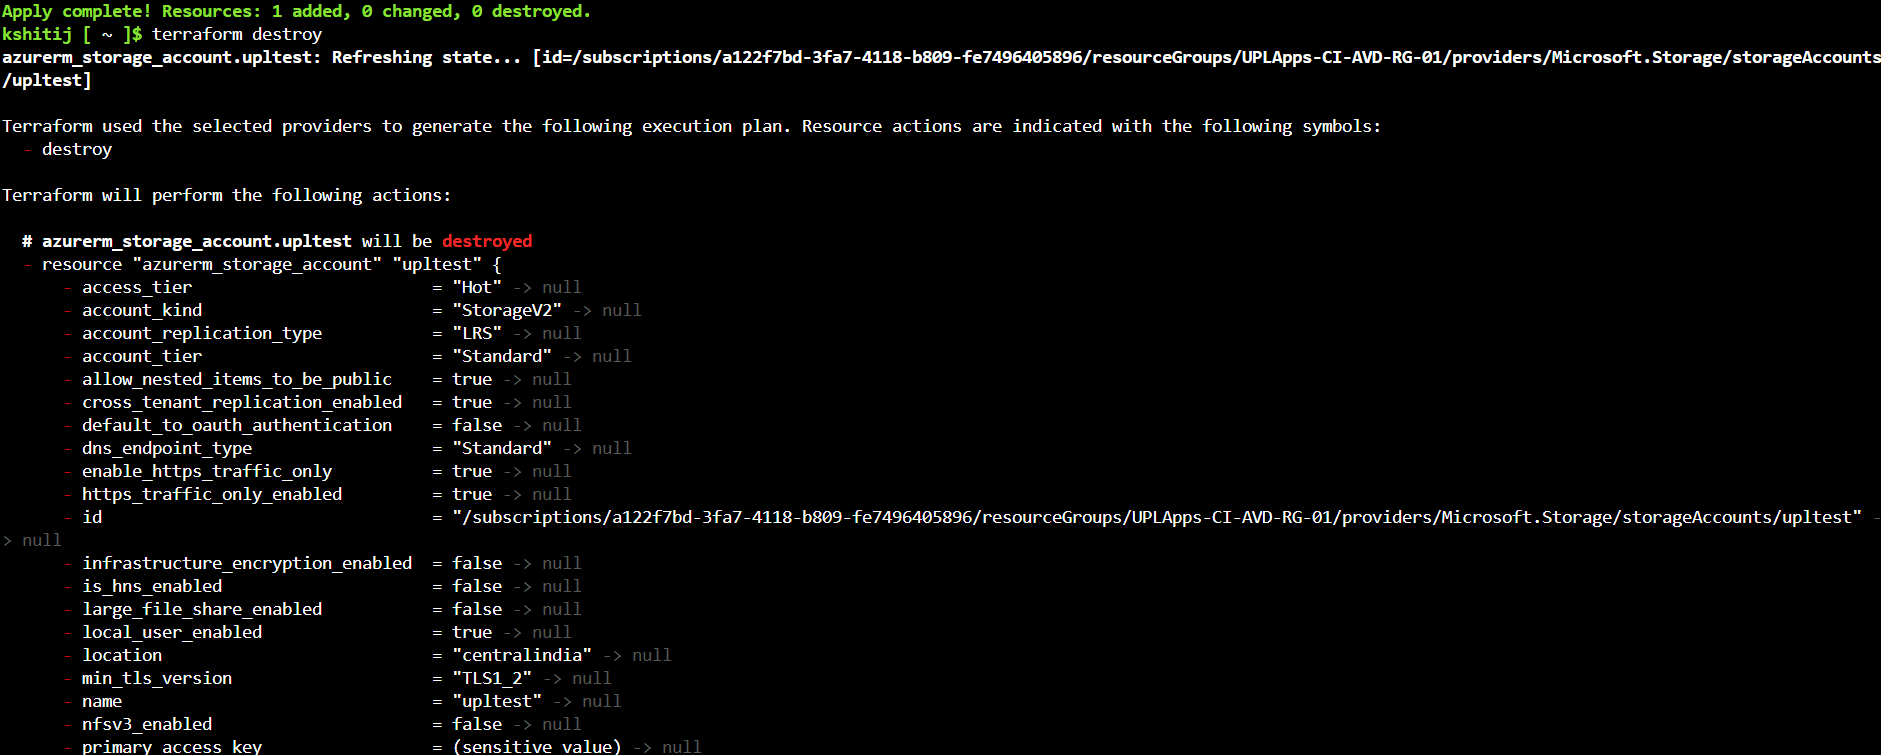 Apply complete! Resources: 1 added, 0 changed, 0 destroyed.
kshitij [ ~ ]$ terraform destroy
azurerm_storage_account.upltest: Refreshing state... [id=/subscriptions/a122f7bd-3fa7-4118-b809-fe7496405896/resourceGroups/UPLApps-CI-AVD-RG-01/providers/Microsoft.Storage/storageAccounts
/upltest]
Terraform used the selected providers to generate the following execution plan. Resource actions are indicated with the following symbols:
- destroy
Terraform will perform the following actions:
# azurerm_storage_account.upltest will be destroyed
- resource "azurerm_storage_account" "upltest" {
- access_tier = "Hot" -> null
- account_kind = "StorageV2" -> null
- account_replication_type = "LRS" -> null
- account_tier = "Standard" -> null
- allow_nested_items_to_be_public = true -> null
- cross_tenant_replication_enabled = true -> null
- default_to_oauth_authentication = false -> null
- dns_endpoint_type = "Standard" -> null
- enable_https_traffic_only = true -> null
- https_traffic_only_enabled = true -> null
- id = "/subscriptions/a122f7bd-3fa7-4118-b809-fe7496405896/resourceGroups/UPLApps-CI-AVD-RG-01/providers/Microsoft.Storage/storageAccounts/upltest" -
> null
- infrastructure_encryption_enabled = false -> null
- is_hns_enabled = false -> null
- large_file_share_enabled = false -> null
- local_user_enabled = true -> null
- location = "centralindia" -> null
- min_tls_version = "TLS1_2" -> null
- name = "upltest" -> null
- nfsv3_enabled = false -> null
- primary_access_key = (sensitive value) -> null